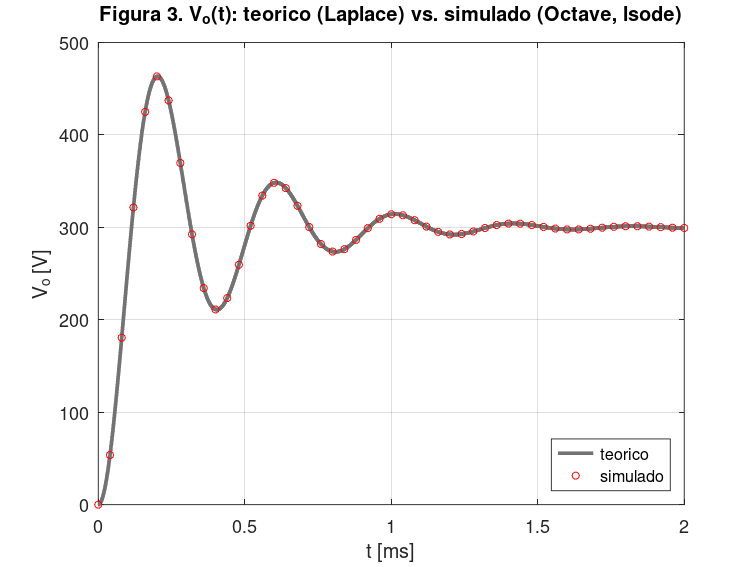 Figura 3. Vₒ(t): teorico (Laplace) vs. simulado (Octave, lsode)
500
400
300
200
100
0
Vₒ [V]
0 0.5 1 1.5 2
t [ms]
teorico
simulado